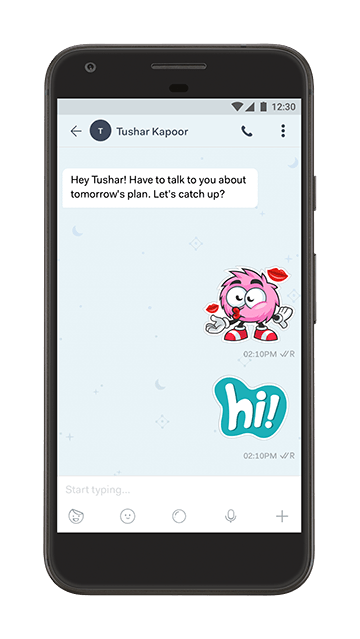 12:30
T
Tushar Kapoor
Hey Tushar! Have to talk to you about
tomorrow's plan. Let's catch up?
02:10PM R
hi!
02:10PM R
Start typing...